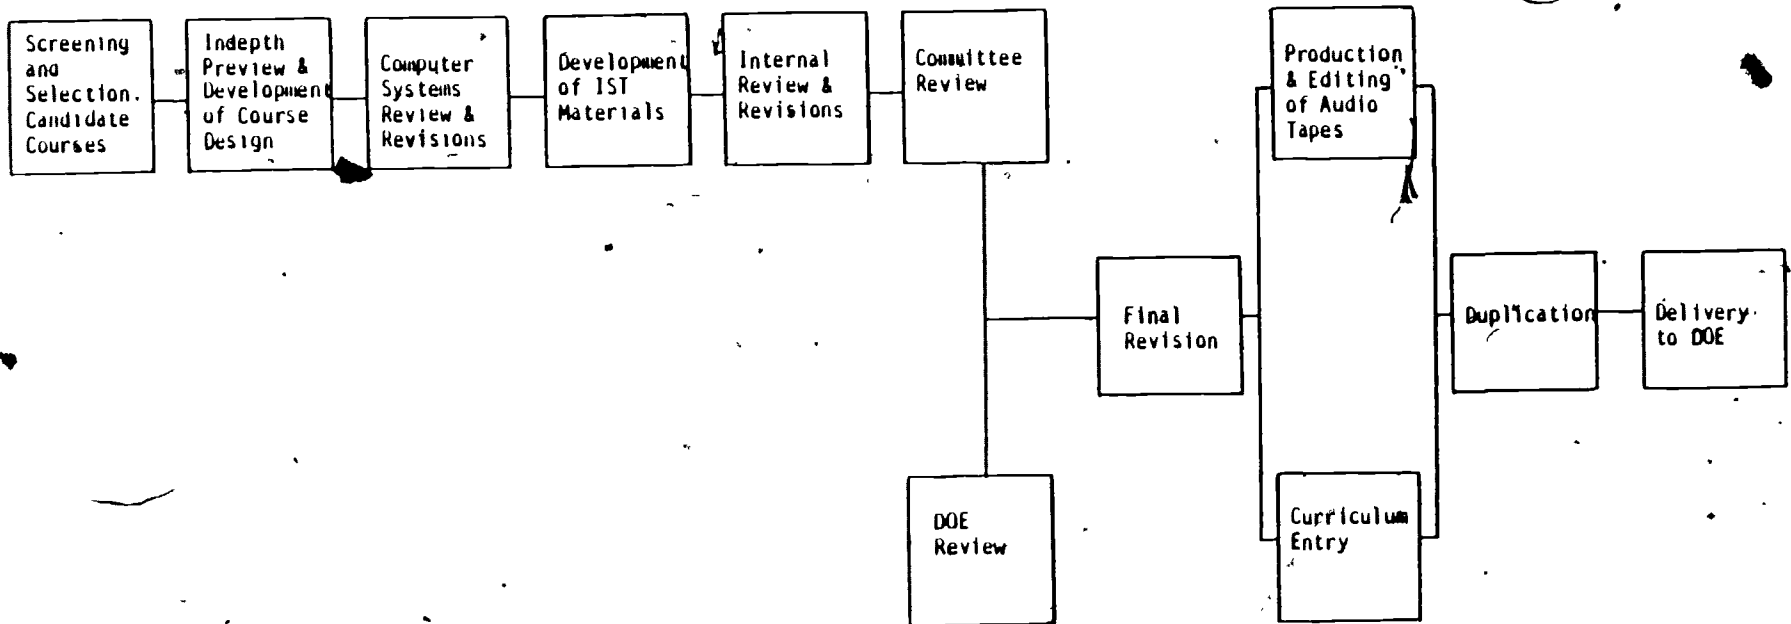 Screening
and
Selection.
Candidate
Courses
Indepth
Preview &
Development
of Course
Design
Computer
Systems
Review &
Revisions
Development
of IST
Materials
Internal
Review &
Revisions
Committee
Review
Production
& Editing
of Audio
Tapes
Final
Revision
Duplication
Delivery
to DOE
DOE
Review
Curriculum
Entry